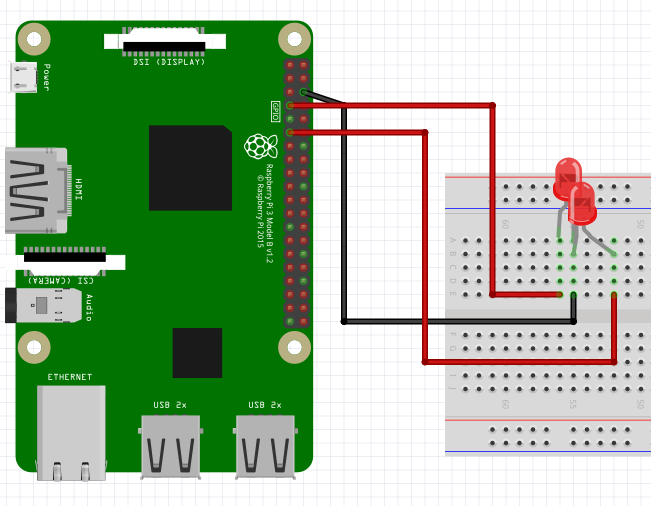 DSI (DISPLAY)
Power
GPIO
HDMI
Raspberry Pi 3 Model B v1.2
© Raspberry Pi 2015
CSI (CAMERA)
Audio
ETHERNET
USB 2x
USB 2x
60
50
A
B
C
D
E
F
G
H
I
J
60
55
50